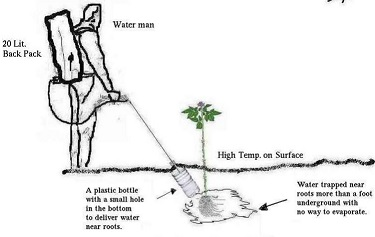 Water man
20 Lit.
Back Pack
High Temp. on Surface
A plastic bottle
with a small hole
in the bottom
to deliver water
near roots.
Water trapped near
roots more than a foot
underground with
no way to evaporate.